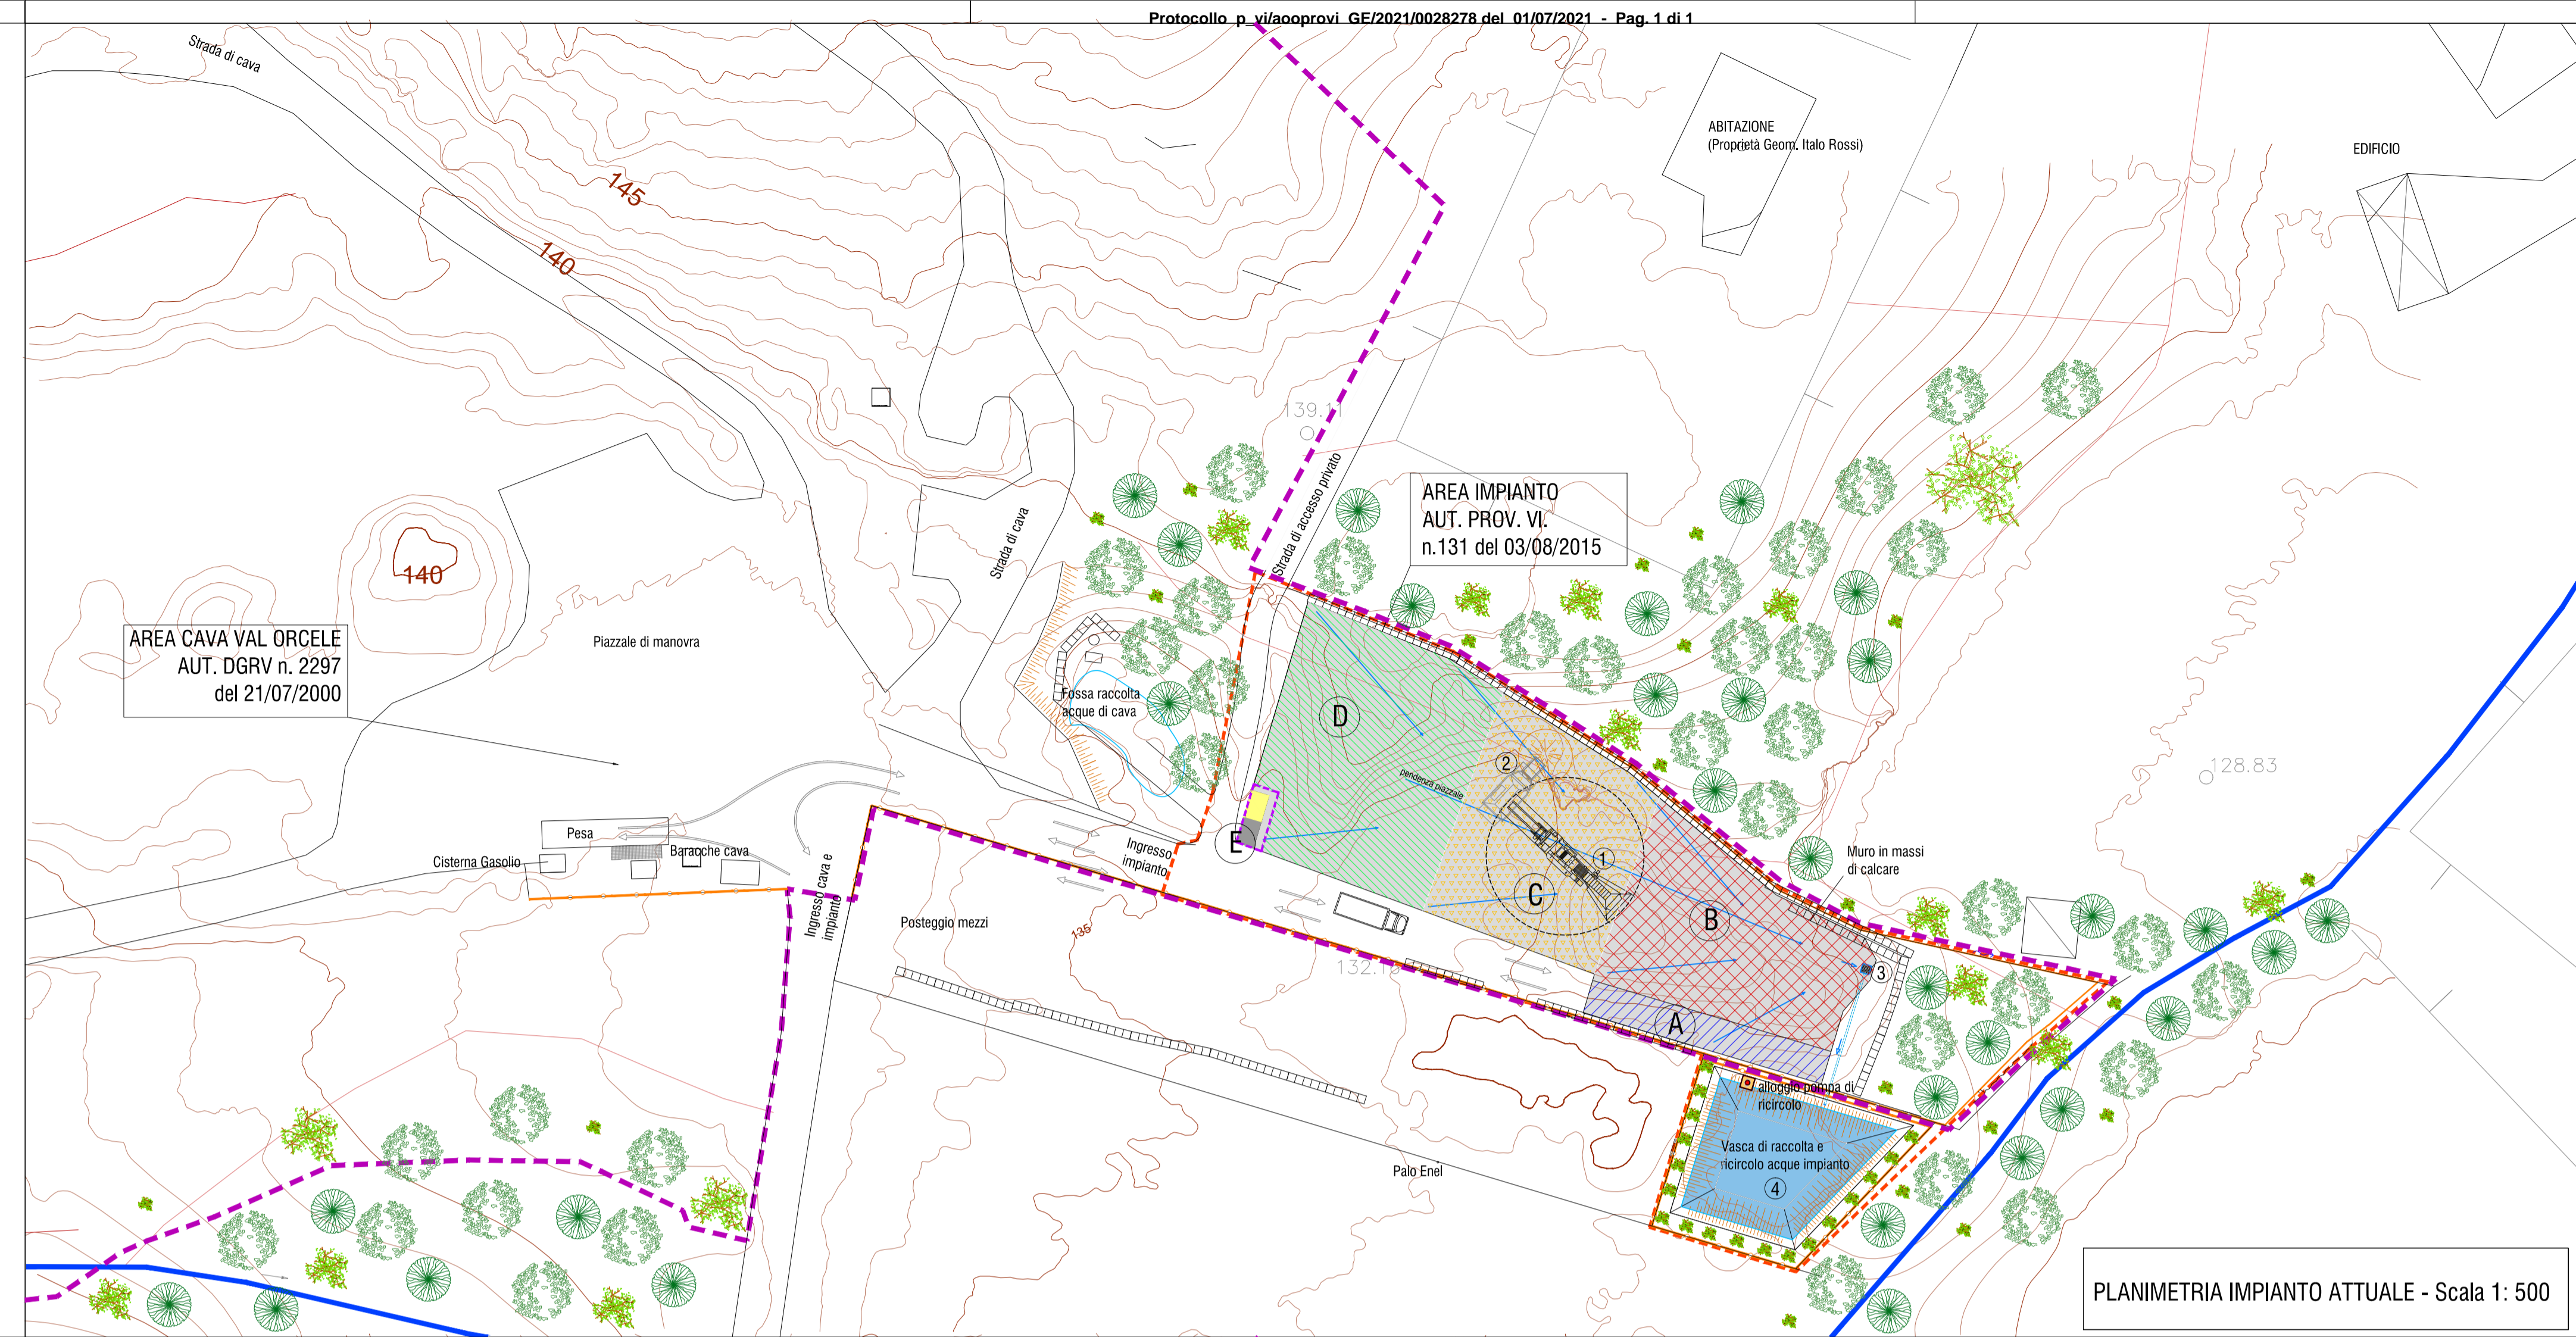 Protocollo p_vi/aooprovi GE/2021/0028278 del 01/07/2021 - Pag. 1 di 1
Strada di cava
145
140
ABITAZIONE
(Proprietà Geom. Italo Rossi)
EDIFICIO
139.11
Strada di accesso privato
AREA IMPIANTO
AUT. PROV. VI.
n.131 del 03/08/2015
Strada di cava
140
AREA CAVA VAL ORCELE
AUT. DGRV n. 2297
del 21/07/2000
Piazzale di manovra
Fossa raccolta
acque di cava
D
2
pendenza piazzale
128.83
Pesa
Cisterna Gasolio
Baracche cava
Ingresso cava e
impianto
Ingresso
impianto
E
1
C
B
Muro in massi
di calcare
Posteggio mezzi
135
3
A
alloggio pompa di
ricircolo
Vasca di raccolta e
ricircolo acque impianto
4
Palo Enel
PLANIMETRIA IMPIANTO ATTUALE - Scala 1: 500